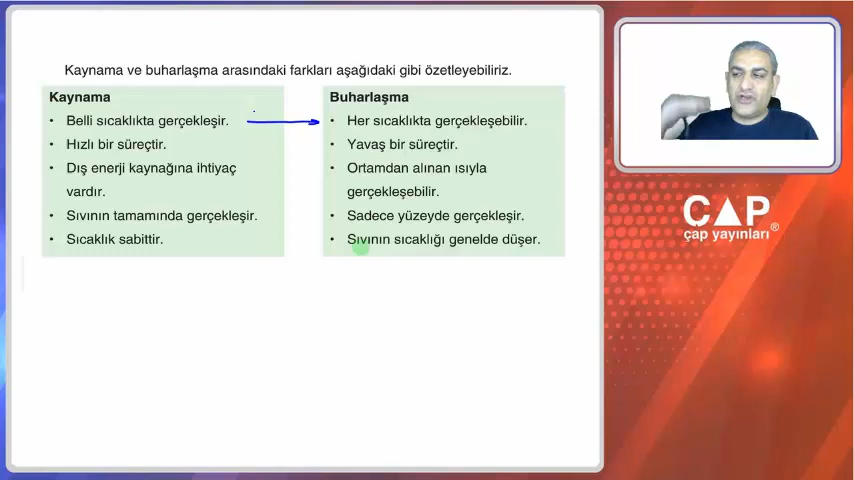 Kaynama ve buharlaşma arasındaki farkları aşağıdaki gibi özetleyebiliriz.
Kaynama
• Belli sıcaklıkta gerçekleşir.
• Hızlı bir süreçtir.
• Dış enerji kaynağına ihtiyaç
vardır.
• Sıvının tamamında gerçekleşir.
• Sıcaklık sabittir.
Buharlaşma
• Her sıcaklıkta gerçekleşebilir.
• Yavaş bir süreçtir.
• Ortamdan alınan ısıyla
gerçekleşebilir.
• Sadece yüzeyde gerçekleşir.
• Sıvının sıcaklığı genelde düşer.
ÇAP
çap yayınları®